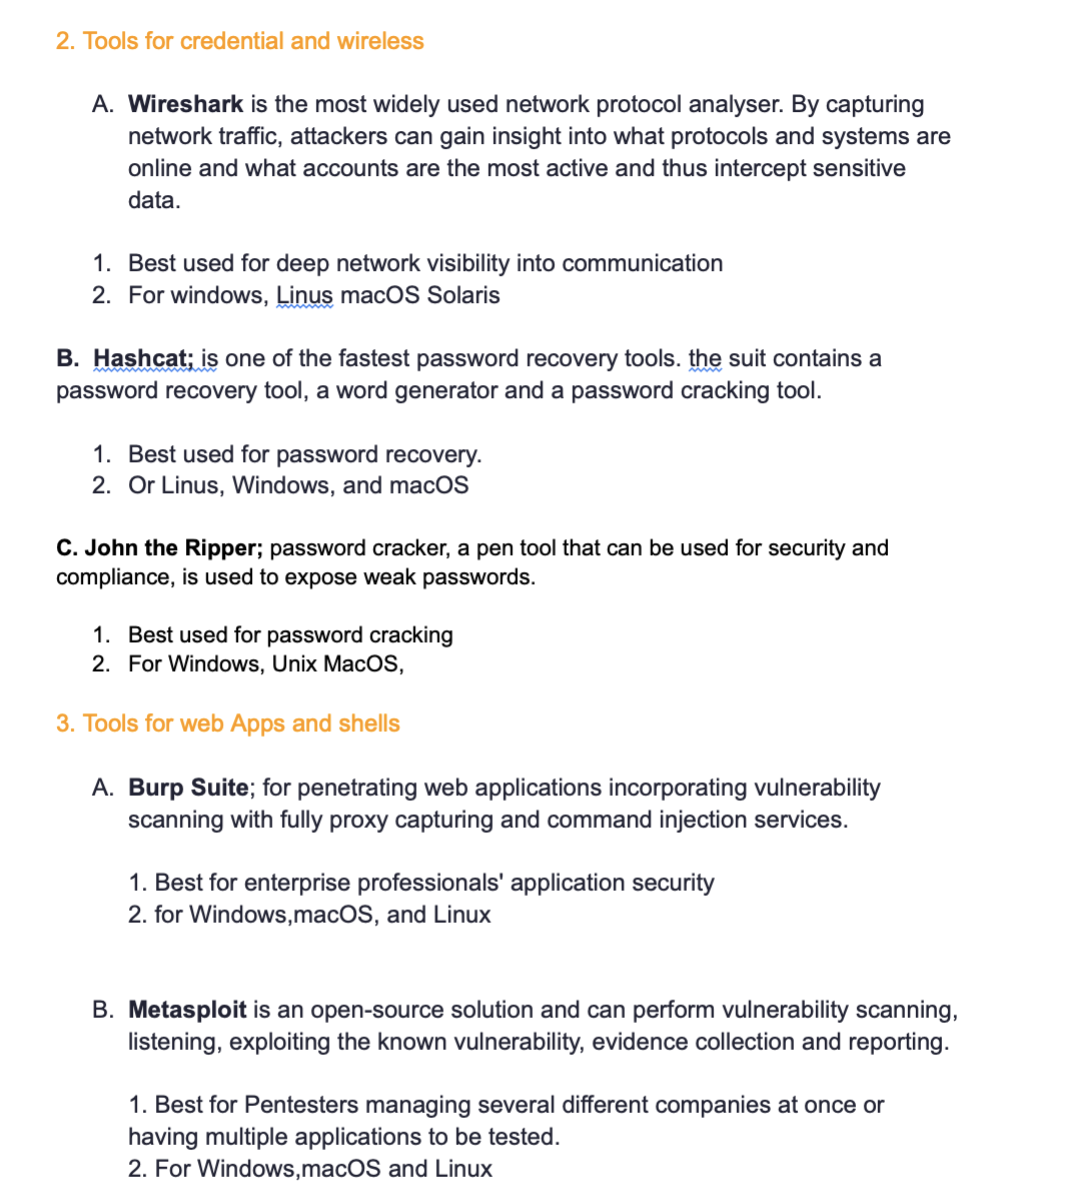 2. Tools for credential and wireless
A. Wireshark is the most widely used network protocol analyser. By capturing
network traffic, attackers can gain insight into what protocols and systems are
online and what accounts are the most active and thus intercept sensitive
data.
1. Best used for deep network visibility into communication
2. For windows, Linus macOS Solaris
B. Hashcat; is one of the fastest password recovery tools. the suit contains a
password recovery tool, a word generator and a password cracking tool.
1. Best used for password recovery.
2. Or Linus, Windows, and macOS
C. John the Ripper; password cracker, a pen tool that can be used for security and
compliance, is used to expose weak passwords.
1. Best used for password cracking
2. For Windows, Unix MacOS,
3. Tools for web Apps and shells
A. Burp Suite; for penetrating web applications incorporating vulnerability
scanning with fully proxy capturing and command injection services.
1. Best for enterprise professionals' application security
2. for Windows,macOS, and Linux
B. Metasploit is an open-source solution and can perform vulnerability scanning,
listening, exploiting the known vulnerability, evidence collection and reporting.
1. Best for Pentesters managing several different companies at once or
having multiple applications to be tested.
2. For Windows,macOS and Linux